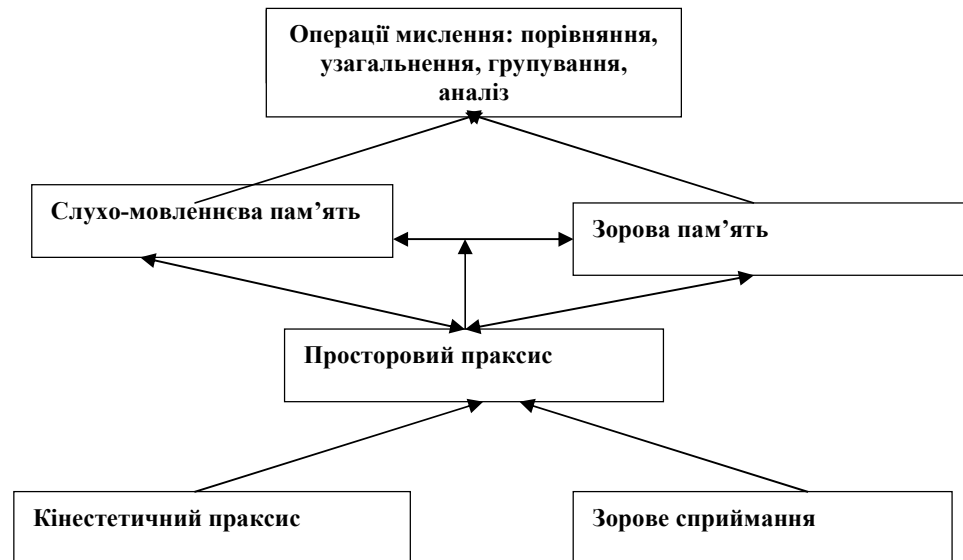 Операції мислення: порівняння,
узагальнення, групування,
аналіз
Слухо-мовленнєва пам’ять
Зорова пам’ять
Просторовий праксис
Кінестетичний праксис
Зорове сприймання